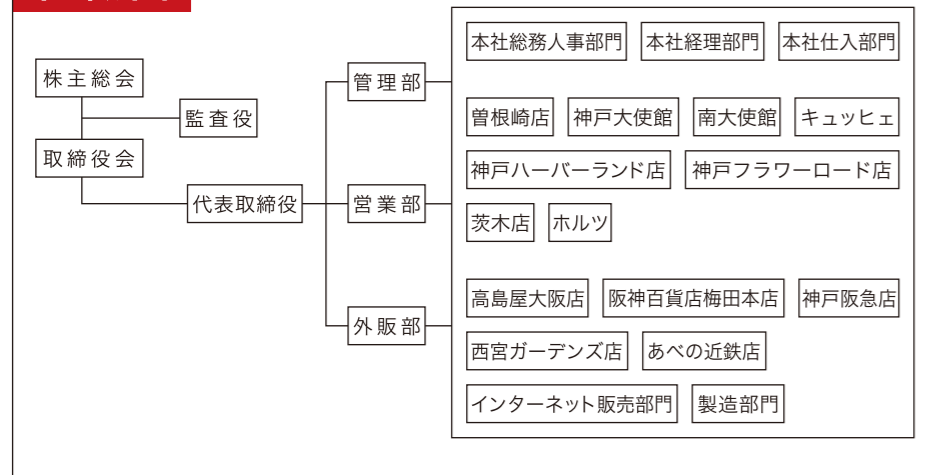 株主総会
監査役
取締役会
代表取締役
管理部
本社総務人事部門 本社経理部門 本社仕入部門
営業部
曽根崎店 神戸大使館 南大使館 キュッヒェ
神戸ハーバーランド店 神戸フラワーロード店
茨木店 ホルツ
外販部
高島屋大阪店 阪神百貨店梅田本店 神戸阪急店
西宮ガーデンズ店 あべの近鉄店
インターネット販売部門 製造部門